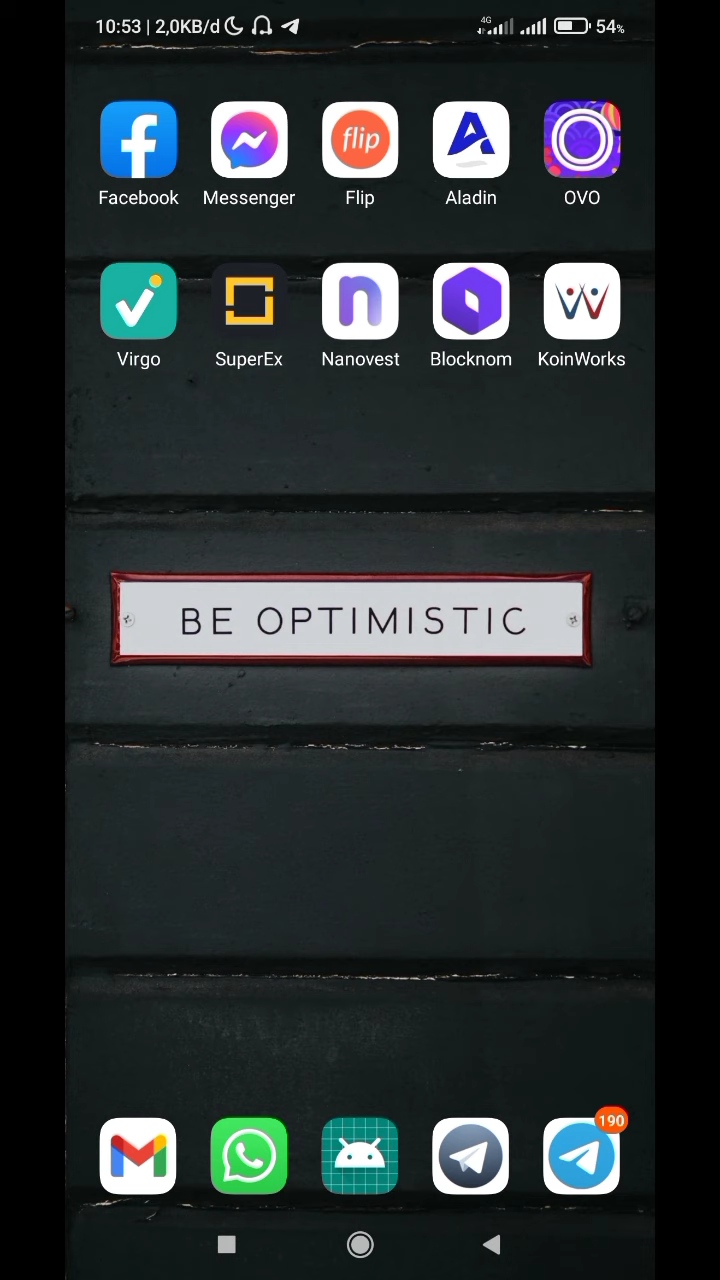 10:53 | 2,0KB/d 4G 54%
flip
Facebook Messenger Flip Aladin OVO
Virgo SuperEx Nanovest Blocknom KoinWorks
BE OPTIMISTIC
190